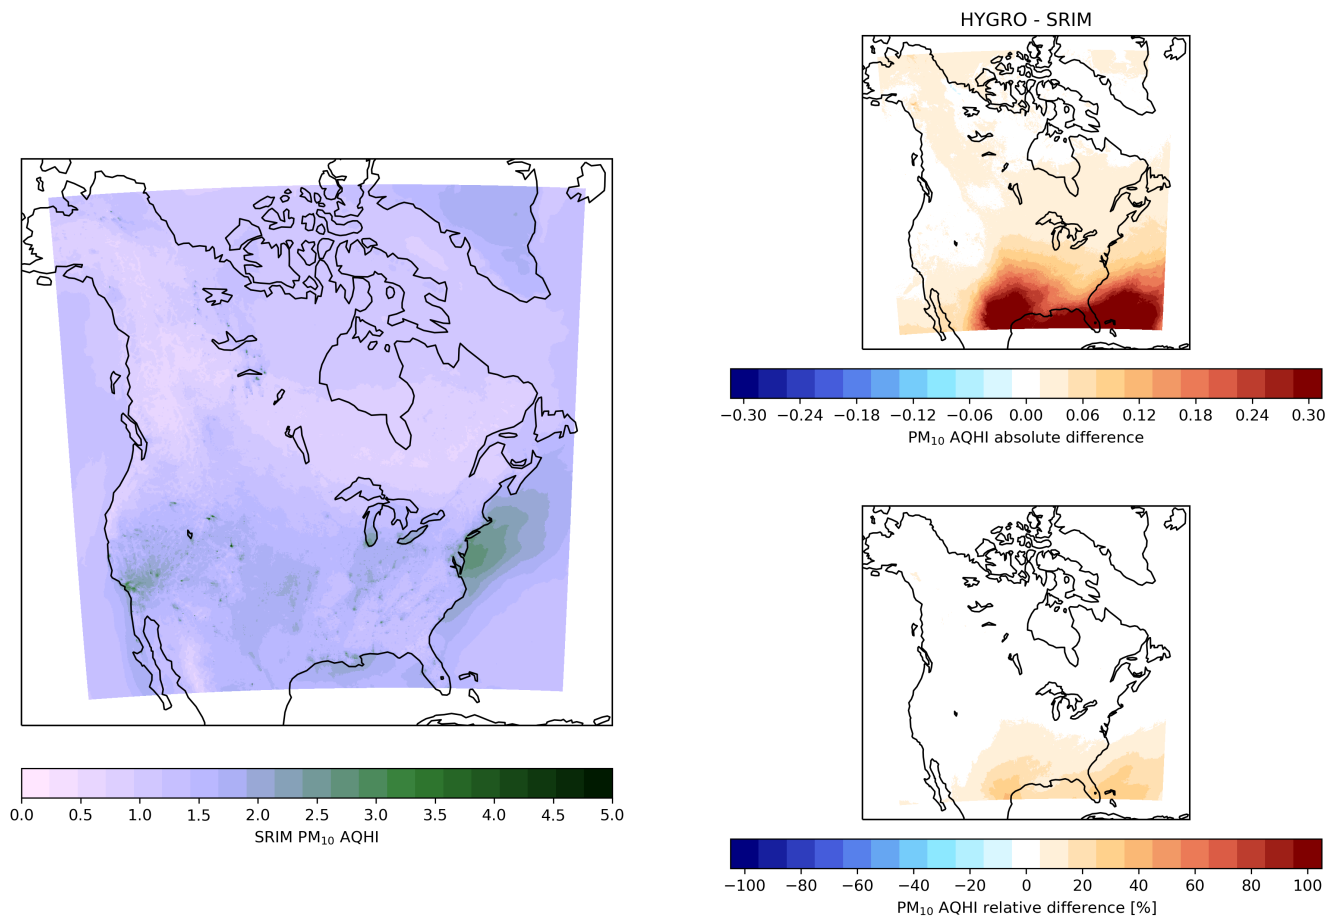 HYGRO - SRIM
−0.30 −0.24 −0.18 −0.12 −0.06 0.00 0.06 0.12 0.18 0.24 0.30
PM₁₀ AQHI absolute difference
0.0 0.5 1.0 1.5 2.0 2.5 3.0 3.5 4.0 4.5 5.0
SRIM PM₁₀ AQHI
−100 −80 −60 −40 −20 0 20 40 60 80 100
PM₁₀ AQHI relative difference [%]